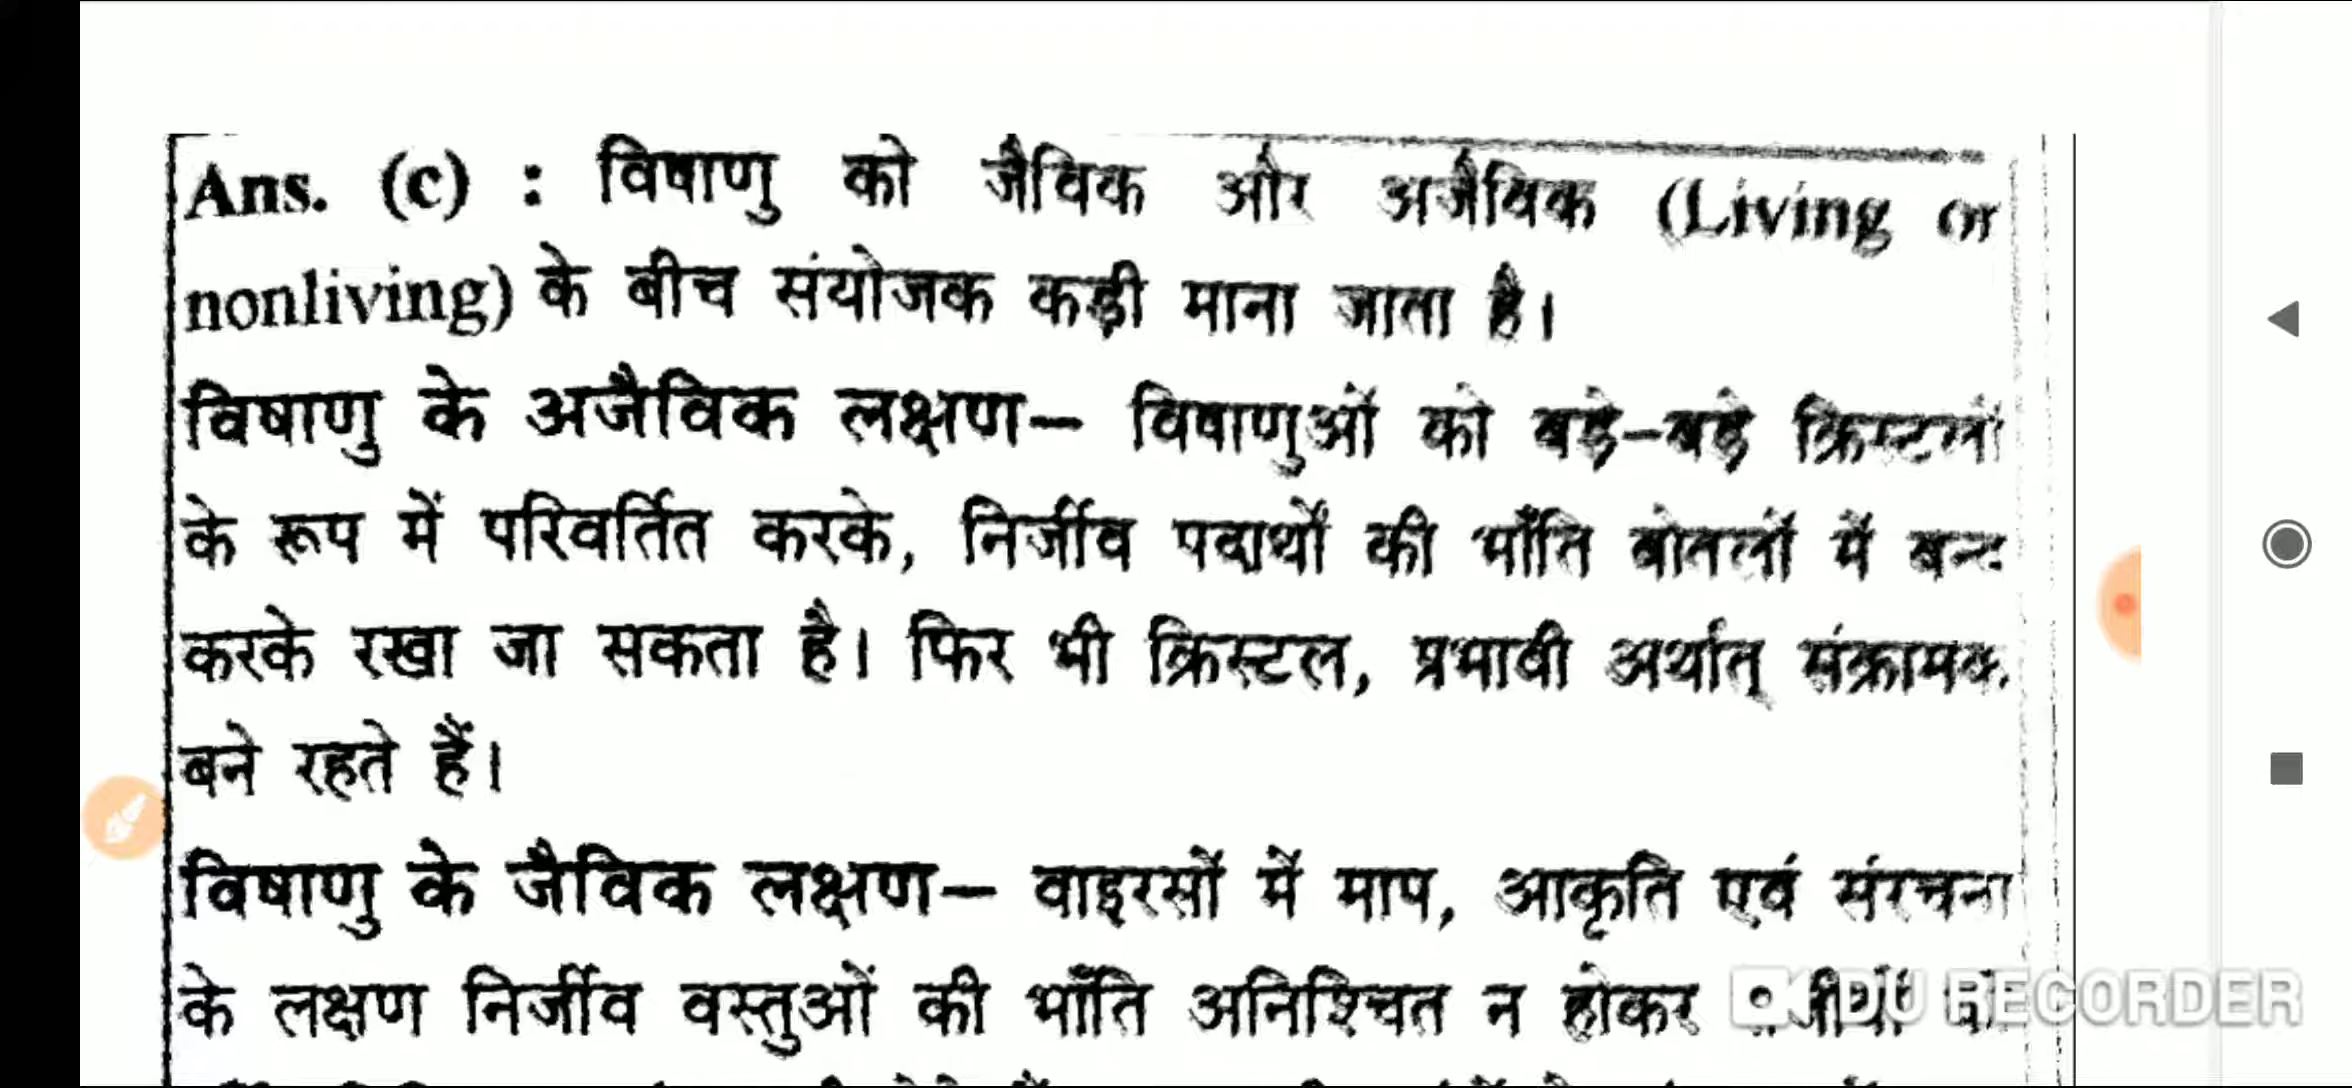 Ans. (c) : विषाणु को जैविक और अजैविक (Living or
nonliving) के बीच संयोजक कड़ी माना जाता है।
विषाणु के अजैविक लक्षण– विषाणुओं को बड़े-बड़े क्रिस्टलों
के रूप में परिवर्तित करके, निर्जीव पदार्थों की भाँति बोतलों में
करके रखा जा सकता है। फिर भी क्रिस्टल, प्रभावी अर्थात् संक्रामक
बने रहते हैं।
विषाणु के जैविक लक्षण– वाइरसों में माप, आकृति एवं संरचना
के लक्षण निर्जीव वस्तुओं की भाँति अनिश्चित न होकर
DU RECORDER